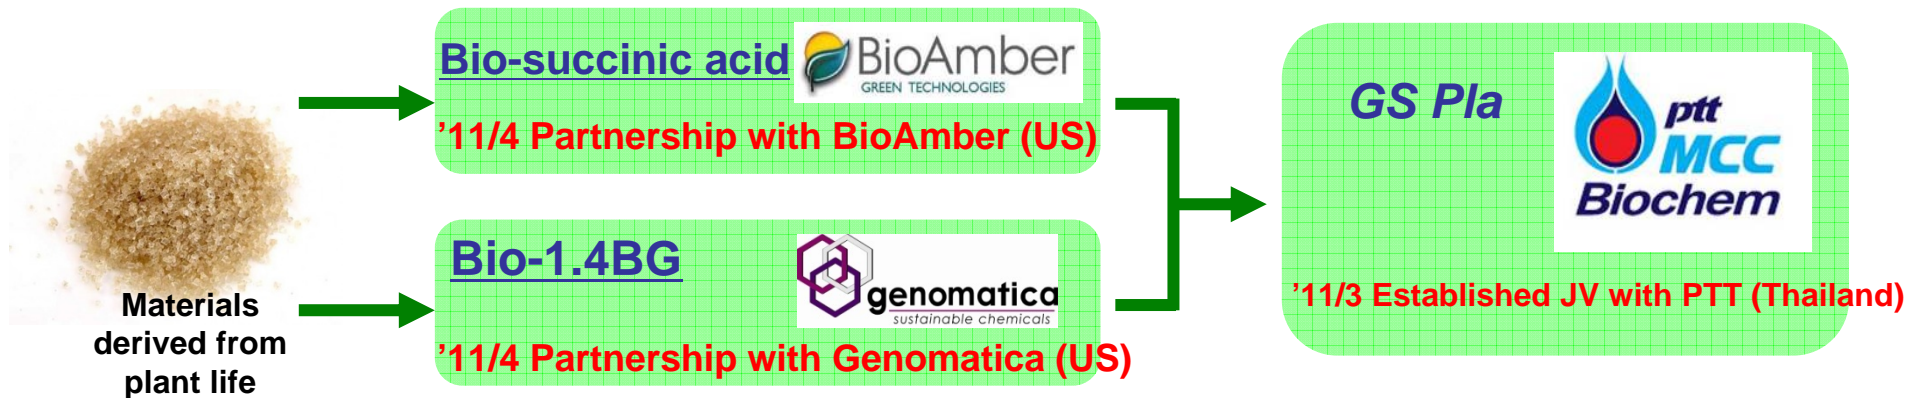 Materials
derived from
plant life
Bio-succinic acid
BioAmber
GREEN TECHNOLOGIES
’11/4 Partnership with BioAmber (US)
Bio-1.4BG
genomatica
sustainable chemicals
’11/4 Partnership with Genomatica (US)
GS Pla
ptt
MCC
Biochem
’11/3 Established JV with PTT (Thailand)